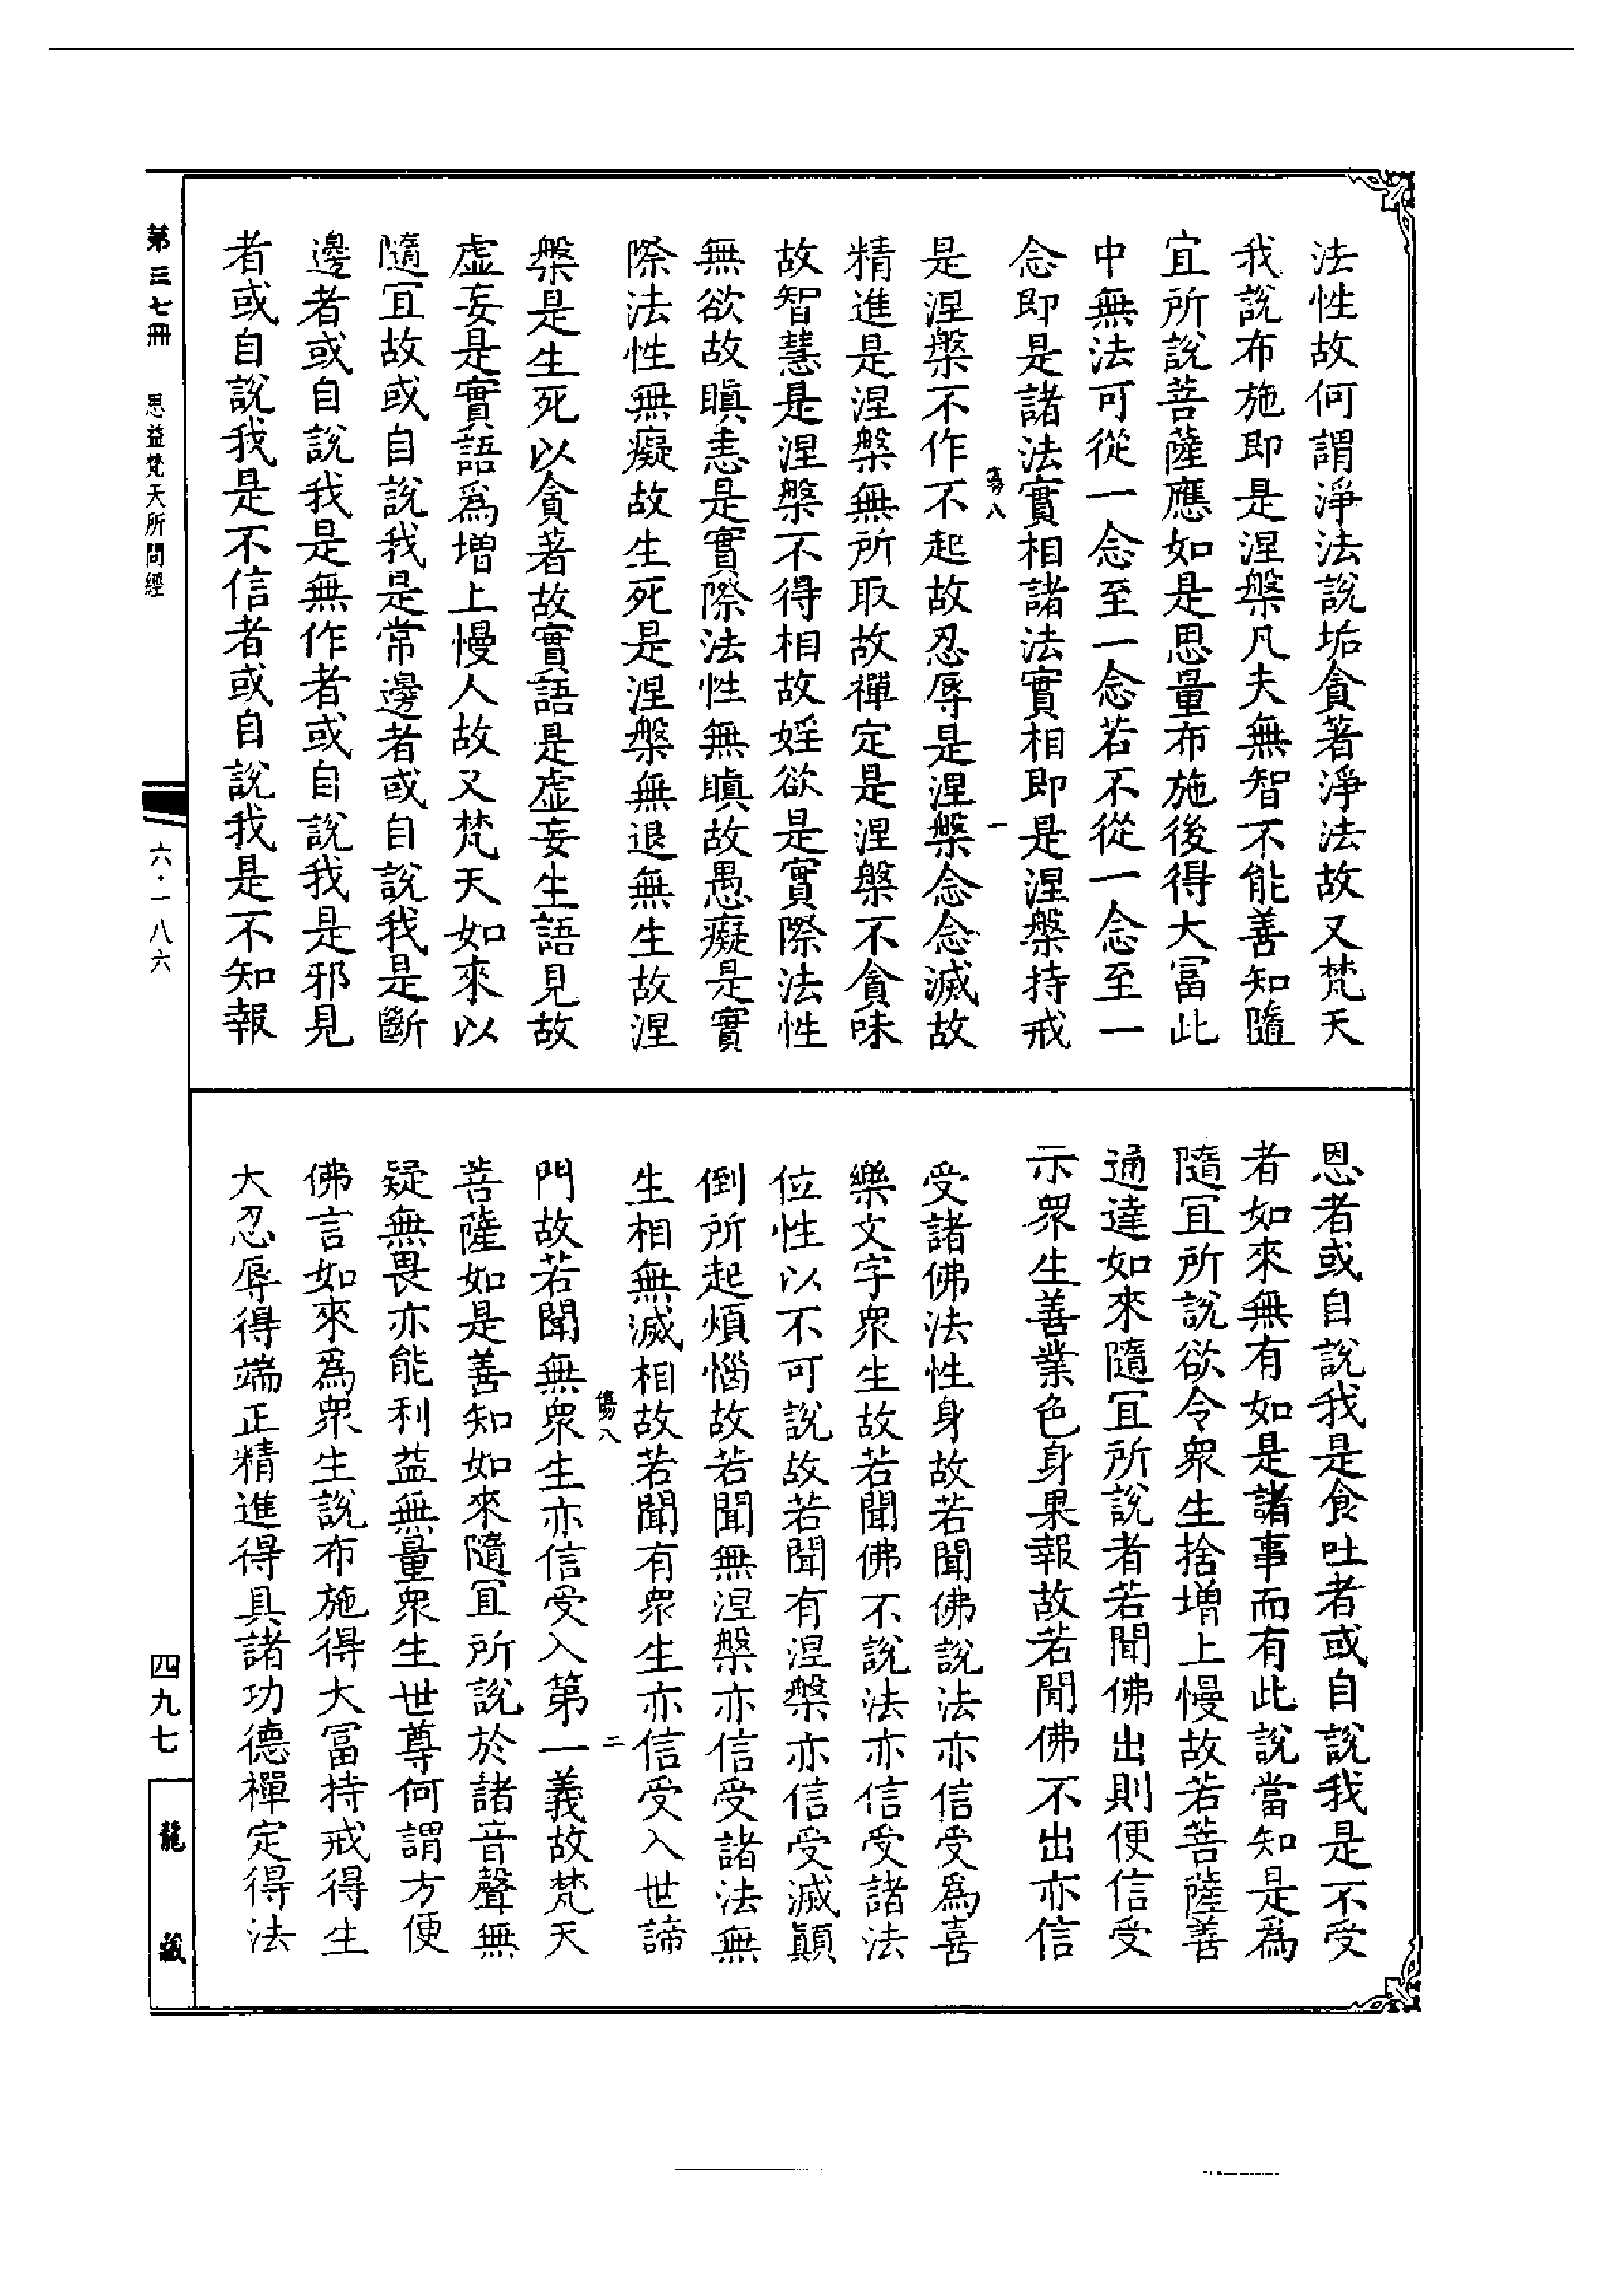 法性故何謂淨法說垢貪著淨法故又梵天
我說布施即是涅槃凡夫無智不能善知隨
宜所說菩薩應如是思量布施後得大富此
中無法可從一念至一念若不從一念至一
念即是諸法實相諸法實相即是涅槃持戒
是涅槃不作不起故忍辱是涅槃念念滅故
精進是涅槃無所取故禪定是涅槃不貪味
故智慧是涅槃不得相故婬欲是實際法性
無欲故瞋恚是實際法性無瞋故愚癡是實
際法性無癡故生死是涅槃無退無生故涅
槃是生死以貪著故實語是虛妄生語見故
虛妄是實語為增上慢人故又梵天如來以
隨宜故或自說我是常邊者或自說我是斷
邊者或自說我是無作者或自說我是邪見
者或自說我是不信者或自說我是不知報
恩者或自說我是食吐者或自說我是不受
者如來無有如是諸事而有此說當知是為
隨宜所說欲令眾生捨增上慢故若菩薩善
通達如來隨宜所說者若聞佛出則便信受
示眾生善業色身果報故若聞佛不出亦信
受諸佛法性身故若聞佛說法亦信受為喜
樂文字眾生故若聞佛不說法亦信受諸法
位性以不可說故若聞有涅槃亦信受滅顛
倒所起煩惱故若聞無涅槃亦信受諸法無
生相無滅相故若聞有眾生亦信受入世諦
門故若聞無眾生亦信受入第一義故梵天
菩薩如是善知如來隨宜所說於諸音聲無
疑無畏亦能利益無量眾生世尊何謂方便
佛言如來為眾生說布施得大富持戒得生
大忍辱得端正精進得具諸功德禪定得法
第三七冊 思益梵天所問經
六·一八六
四九七
龍藏
八 一
八 二